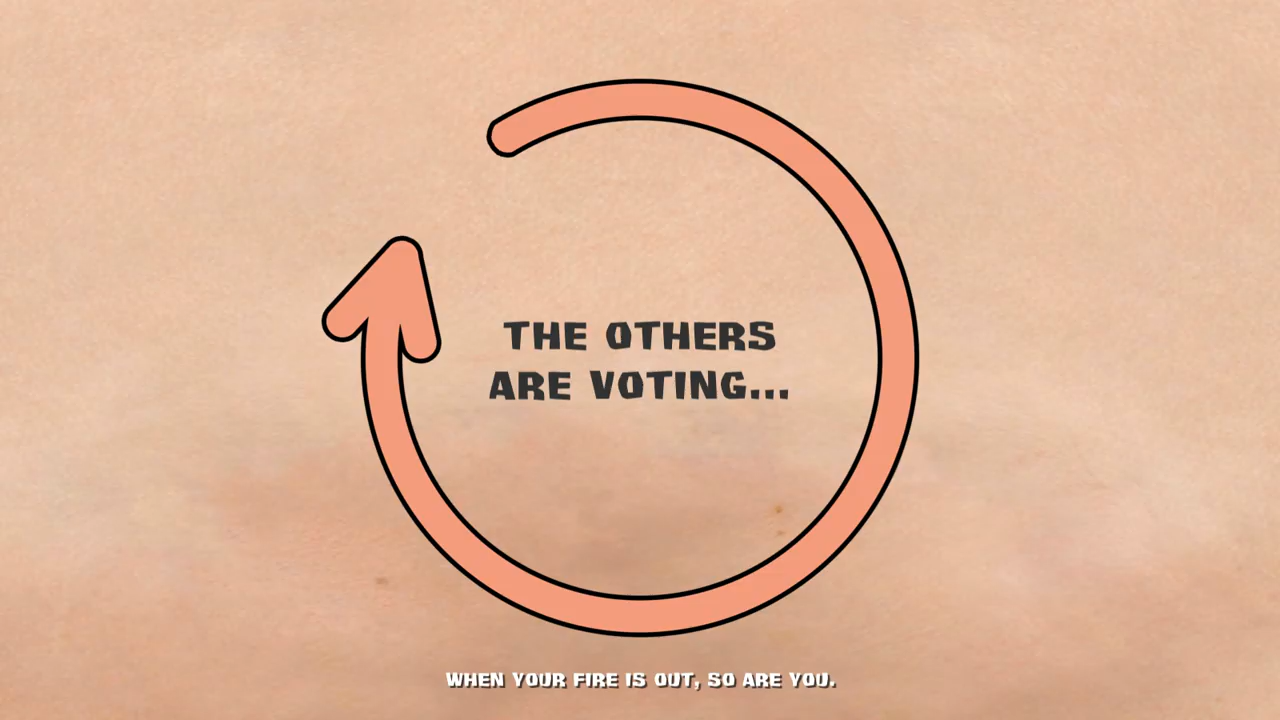 THE OTHERS
ARE VOTING...
WHEN YOUR FIRE IS OUT, SO ARE YOU.